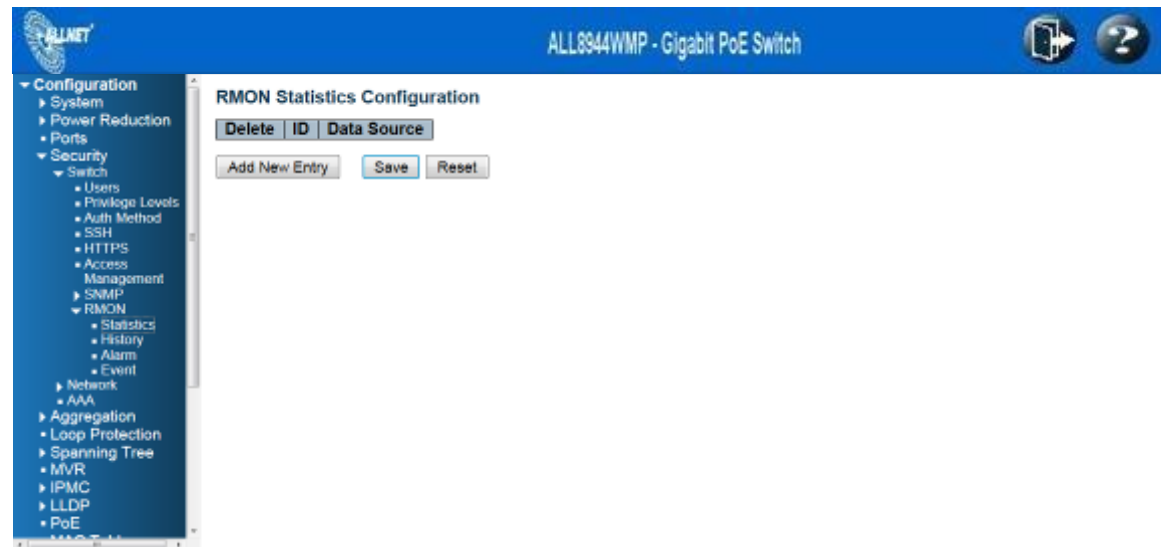 ALLNET
ALL8944WMP - Gigabit PoE Switch
Configuration
System
Power Reduction
Ports
Security
Switch
Users
Privilege Levels
Auth Method
SSH
HTTPS
Access
Management
SNMP
RMON
Statistics
History
Alarm
Event
Network
AAA
Aggregation
Loop Protection
Spanning Tree
MVR
IPMC
LLDP
PoE
RMON Statistics Configuration
Delete ID Data Source
Add New Entry Save Reset